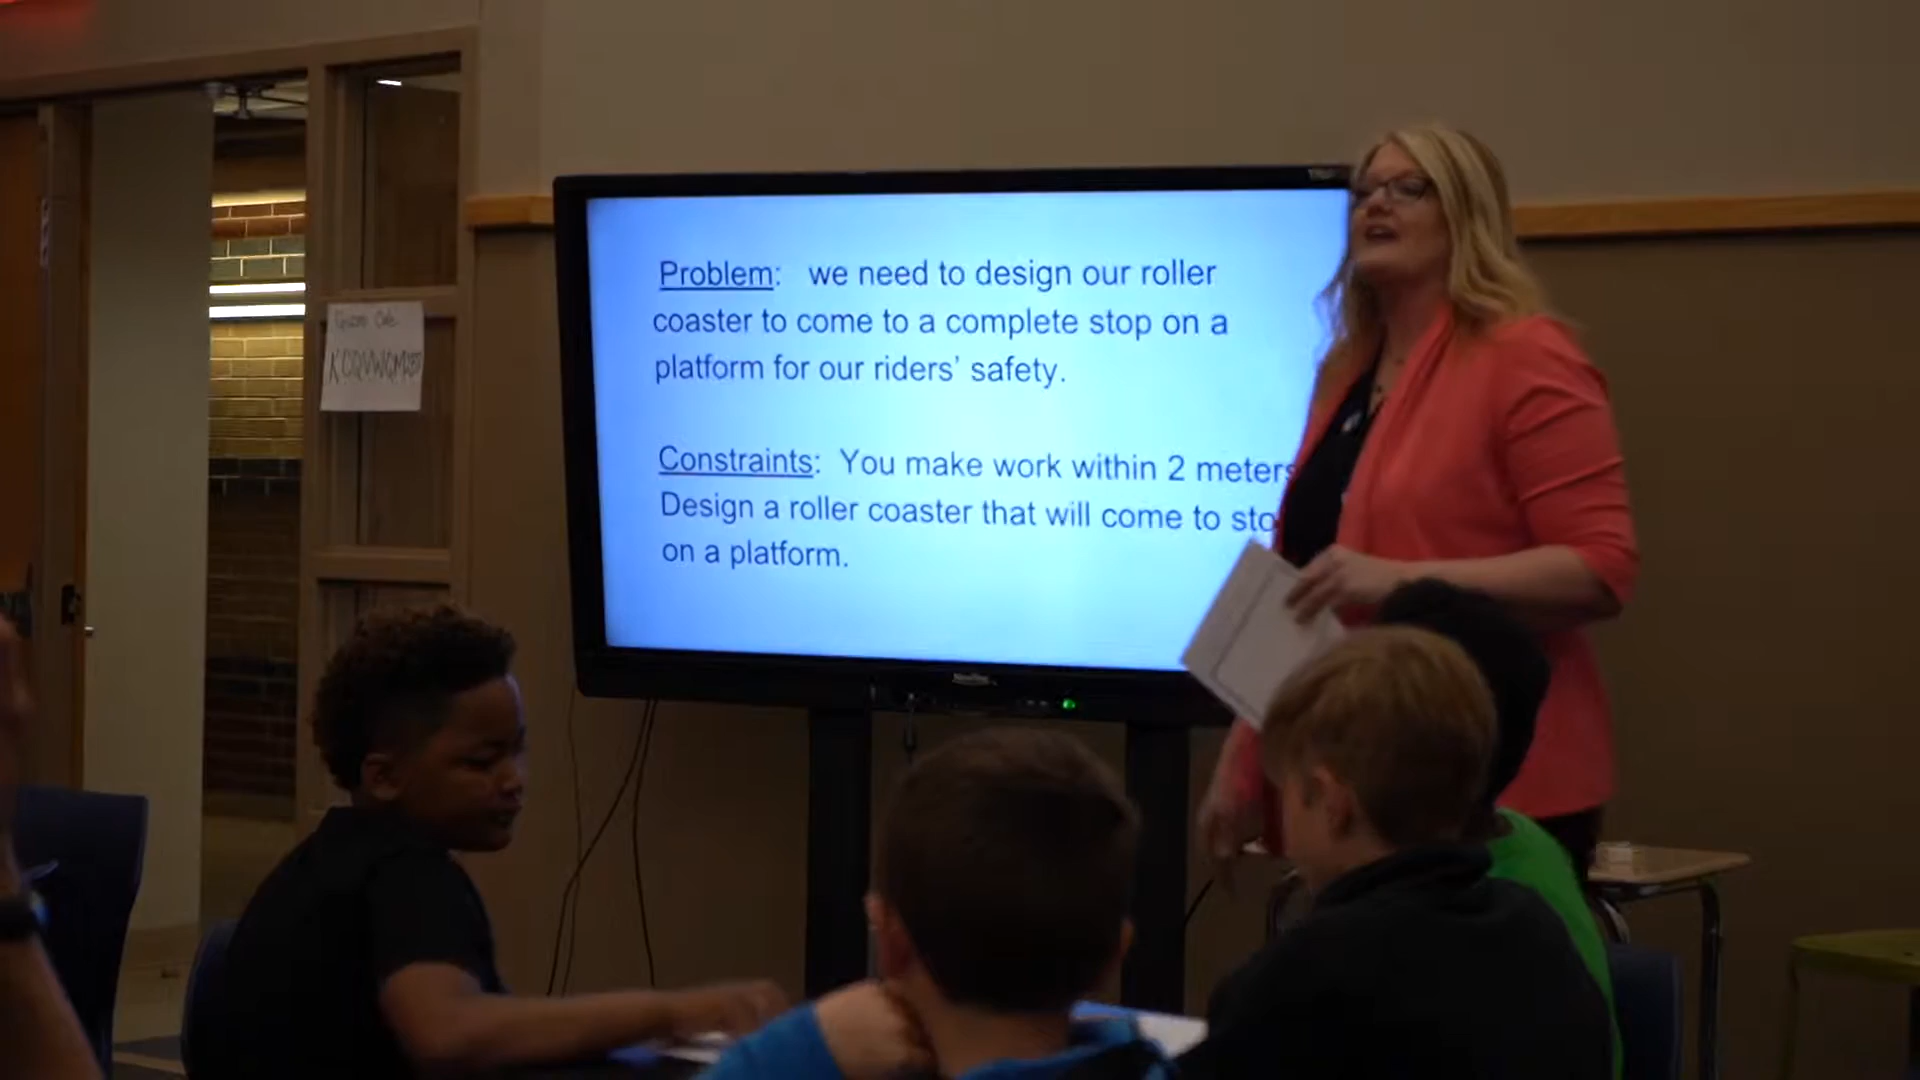 Problem: we need to design our roller
coaster to come to a complete stop on a
platform for our riders' safety.
Constraints: You make work within 2 meters
Design a roller coaster that will come to sto
on a platform.